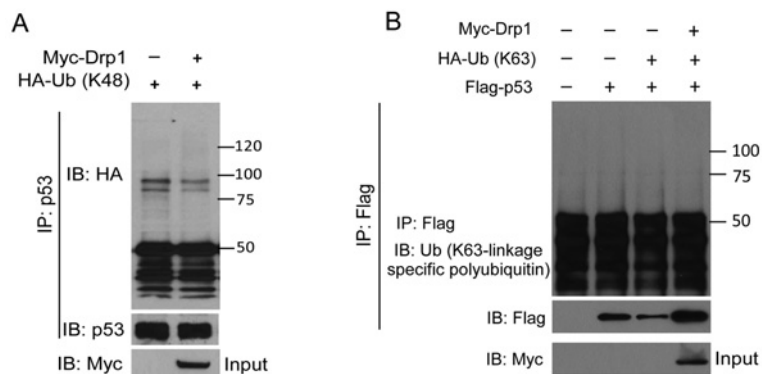 A
Myc-Drp1 – +
HA-Ub (K48) + +
IP: p53
IB: HA
120
100
75
50
IB: p53
IB: Myc
Input
B
Myc-Drp1 – – – +
HA-Ub (K63) – – + +
Flag-p53 – + + +
IP: Flag
100
75
50
IP: Flag
IB: Ub (K63-linkage
specific polyubiquitin)
IB: Flag
IB: Myc
Input